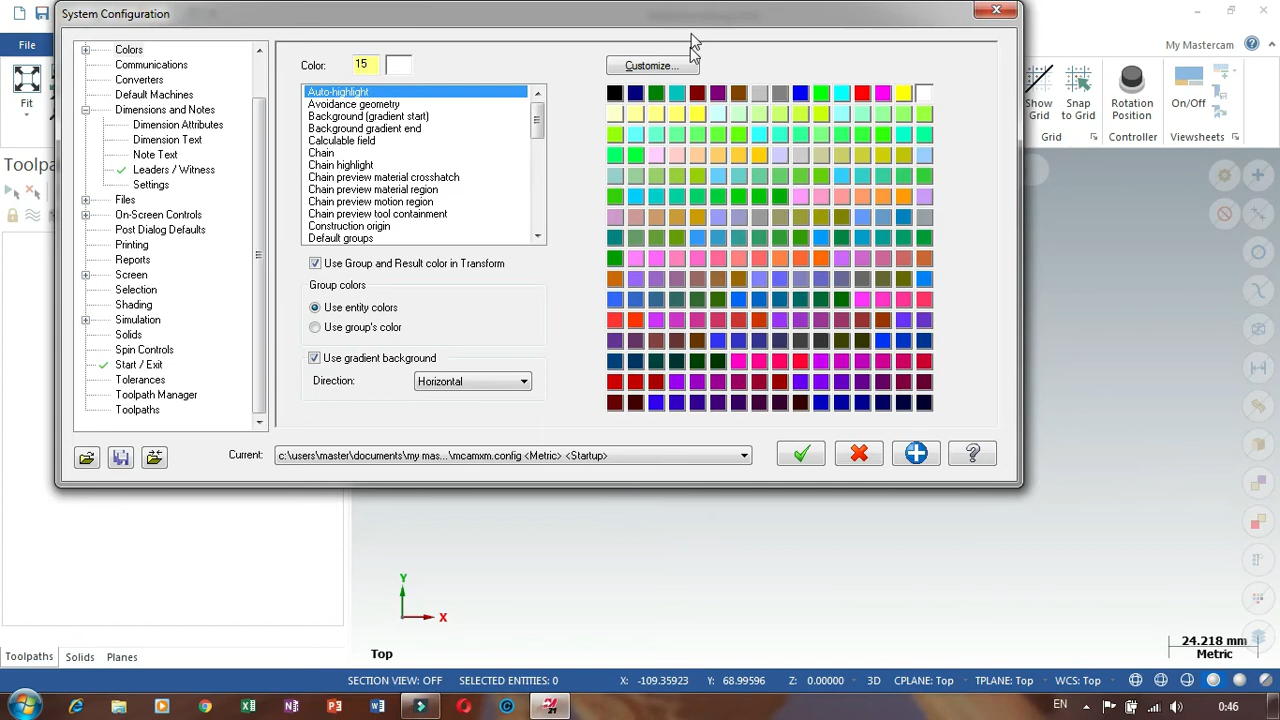 System Configuration
File
My Mastercam
Fit
Show Grid
Snap to Grid
Rotation Position
On/Off
Grid
Controller
Viewsheets
Toolpaths
Colors
Communications
Converters
Default Machines
Dimensions and Notes
Dimension Attributes
Dimension Text
Note Text
Leaders / Witness
Settings
Files
On-Screen Controls
Post Dialog Defaults
Printing
Reports
Screen
Selection
Shading
Simulation
Solids
Spin Controls
Start / Exit
Tolerances
Toolpath Manager
Toolpaths
Color: 15
Customize...
Auto-highlight
Avoidance geometry
Background (gradient start)
Background gradient end
Calculable field
Chain
Chain highlight
Chain preview material crosshatch
Chain preview material region
Chain preview motion region
Chain preview tool containment
Construction origin
Default groups
Use Group and Result color in Transform
Group colors
Use entity colors
Use group's color
Use gradient background
Direction: Horizontal
Current: c:\users\master\documents\my mas...\mcamxm.config <Metric> <Startup>
Y
X
Top
24.218 mm
Metric
Toolpaths Solids Planes
SECTION VIEW: OFF SELECTED ENTITIES: 0 X: -109.35923 Y: 68.99596 Z: 0.00000 3D CPLANE: Top TPLANE: Top WCS: Top
EN 0:46